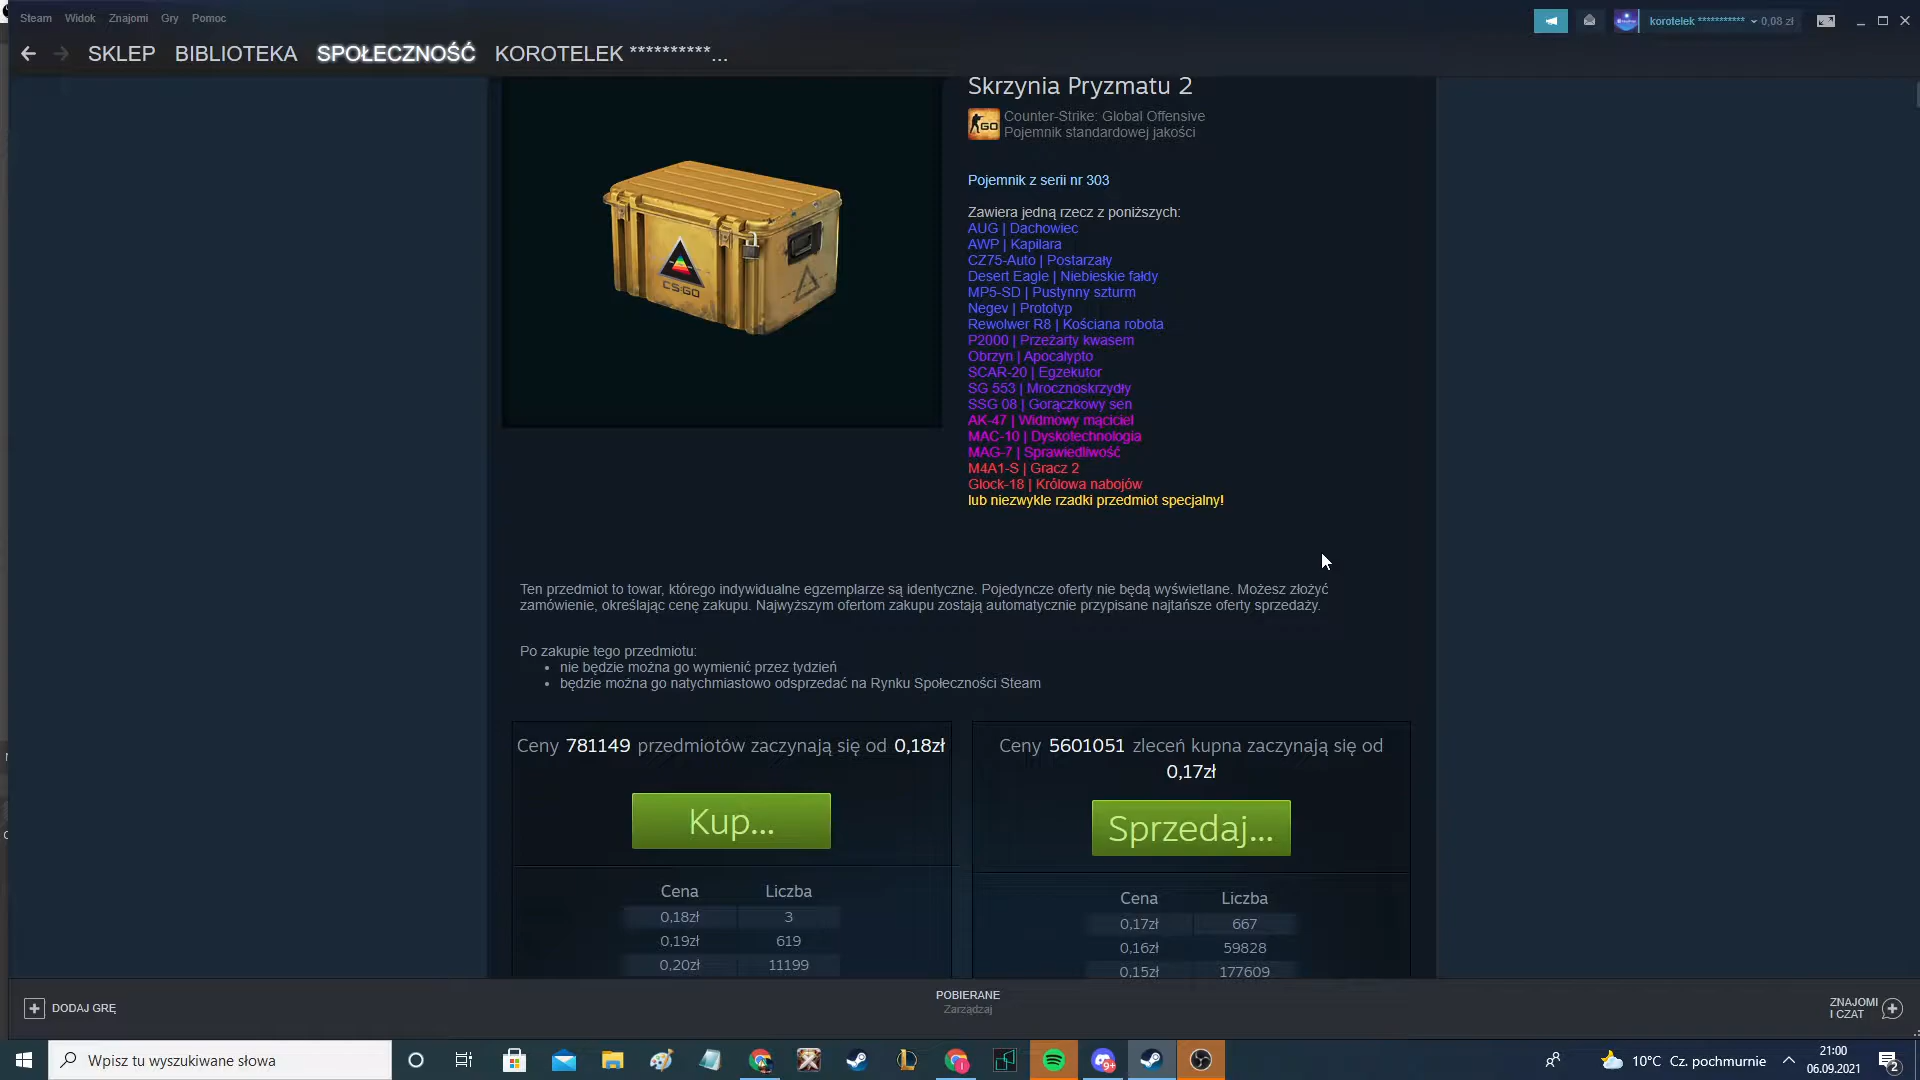 Steam Widok Znajomi Gry Pomoc
korotelek *********** 0,08 zł
SKLEP BIBLIOTEKA SPOŁECZNOŚĆ KOROTELEK **********...
Skrzynia Pryzmatu 2
GO
Counter-Strike: Global Offensive
Pojemnik standardowej jakości
CS:GO
Pojemnik z serii nr 303
Zawiera jedną rzecz z poniższych:
AUG | Dachowiec
AWP | Kapilara
CZ75-Auto | Postarzały
Desert Eagle | Niebieskie fałdy
MP5-SD | Pustynny szturm
Negev | Prototyp
Rewolwer R8 | Kościana robota
P2000 | Przeżarty kwasem
Obrzyn | Apocalypto
SCAR-20 | Egzekutor
SG 553 | Mrocznoskrzydły
SSG 08 | Gorączkowy sen
AK-47 | Widmowy mąciciel
MAC-10 | Dyskotechnologia
MAG-7 | Sprawiedliwość
M4A1-S | Gracz 2
Glock-18 | Królowa nabojów
lub niezwykle rzadki przedmiot specjalny!
Ten przedmiot to towar, którego indywidualne egzemplarze są identyczne. Pojedyncze oferty nie będą wyświetlane. Możesz złożyć
zamówienie, określając cenę zakupu. Najwyższym ofertom zakupu zostają automatycznie przypisane najtańsze oferty sprzedaży.
Po zakupie tego przedmiotu:
• nie będzie można go wymienić przez tydzień
• będzie można go natychmiastowo odsprzedać na Rynku Społeczności Steam
Ceny 781149 przedmiotów zaczynają się od 0,18zł
Kup...
Cena Liczba
0,18zł 3
0,19zł 619
0,20zł 11199
Ceny 5601051 zleceń kupna zaczynają się od
0,17zł
Sprzedaj...
Cena Liczba
0,17zł 667
0,16zł 59828
0,15zł 177609
DODAJ GRĘ
POBIERANE
Zarządzaj
ZNAJOMI
I CZAT
Wpisz tu wyszukiwane słowa
9+
10°C Cz. pochmurnie
21:00
06.09.2021
2